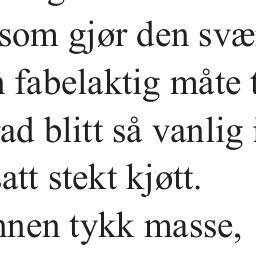 som gjør den svæ
fabelaktig måte t
ad blitt så vanlig i
att stekt kjøtt.
nnen tykk masse,